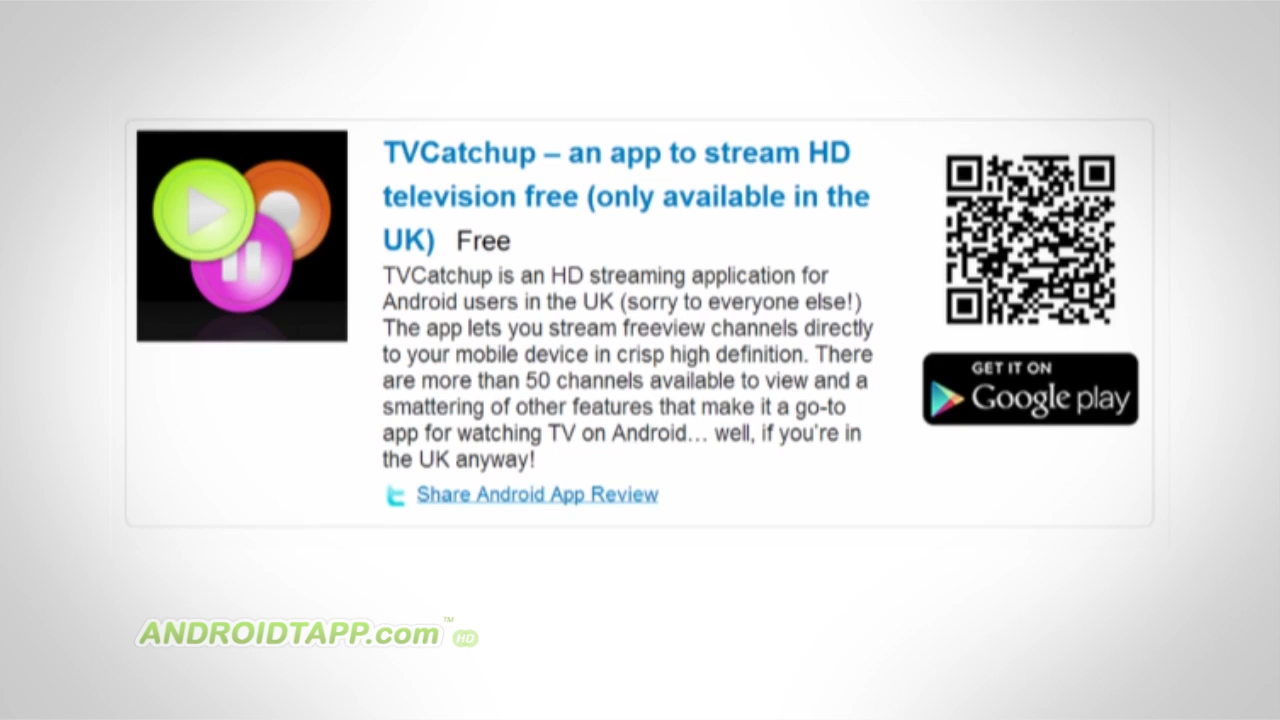 TVCatchup – an app to stream HD
television free (only available in the
UK) Free
TVCatchup is an HD streaming application for
Android users in the UK (sorry to everyone else!)
The app lets you stream freeview channels directly
to your mobile device in crisp high definition. There
are more than 50 channels available to view and a
smattering of other features that make it a go-to
app for watching TV on Android... well, if you're in
the UK anyway!
Share Android App Review
GET IT ON
Google play
ANDROIDTAPP.com™ HD